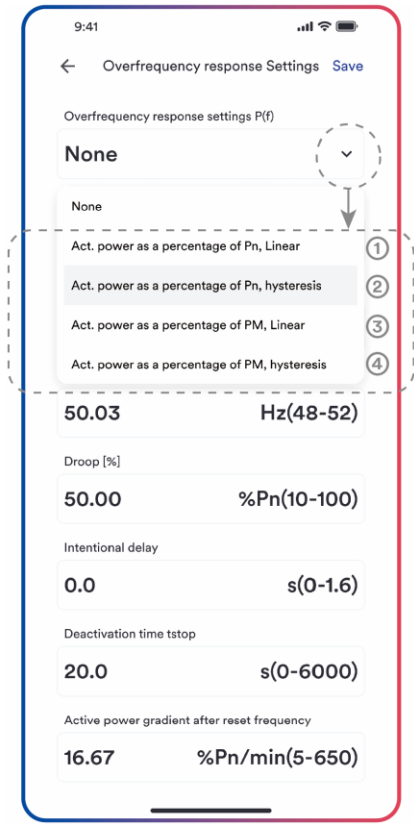 9:41
Overfrequency response Settings Save
Overfrequency response settings P(f)
None
None
Act. power as a percentage of Pn, Linear ①
Act. power as a percentage of Pn, hysteresis ②
Act. power as a percentage of PM, Linear ③
Act. power as a percentage of PM, hysteresis ④
50.03 Hz(48-52)
Droop [%]
50.00 %Pn(10-100)
Intentional delay
0.0 s(0-1.6)
Deactivation time tstop
20.0 s(0-6000)
Active power gradient after reset frequency
16.67 %Pn/min(5-650)